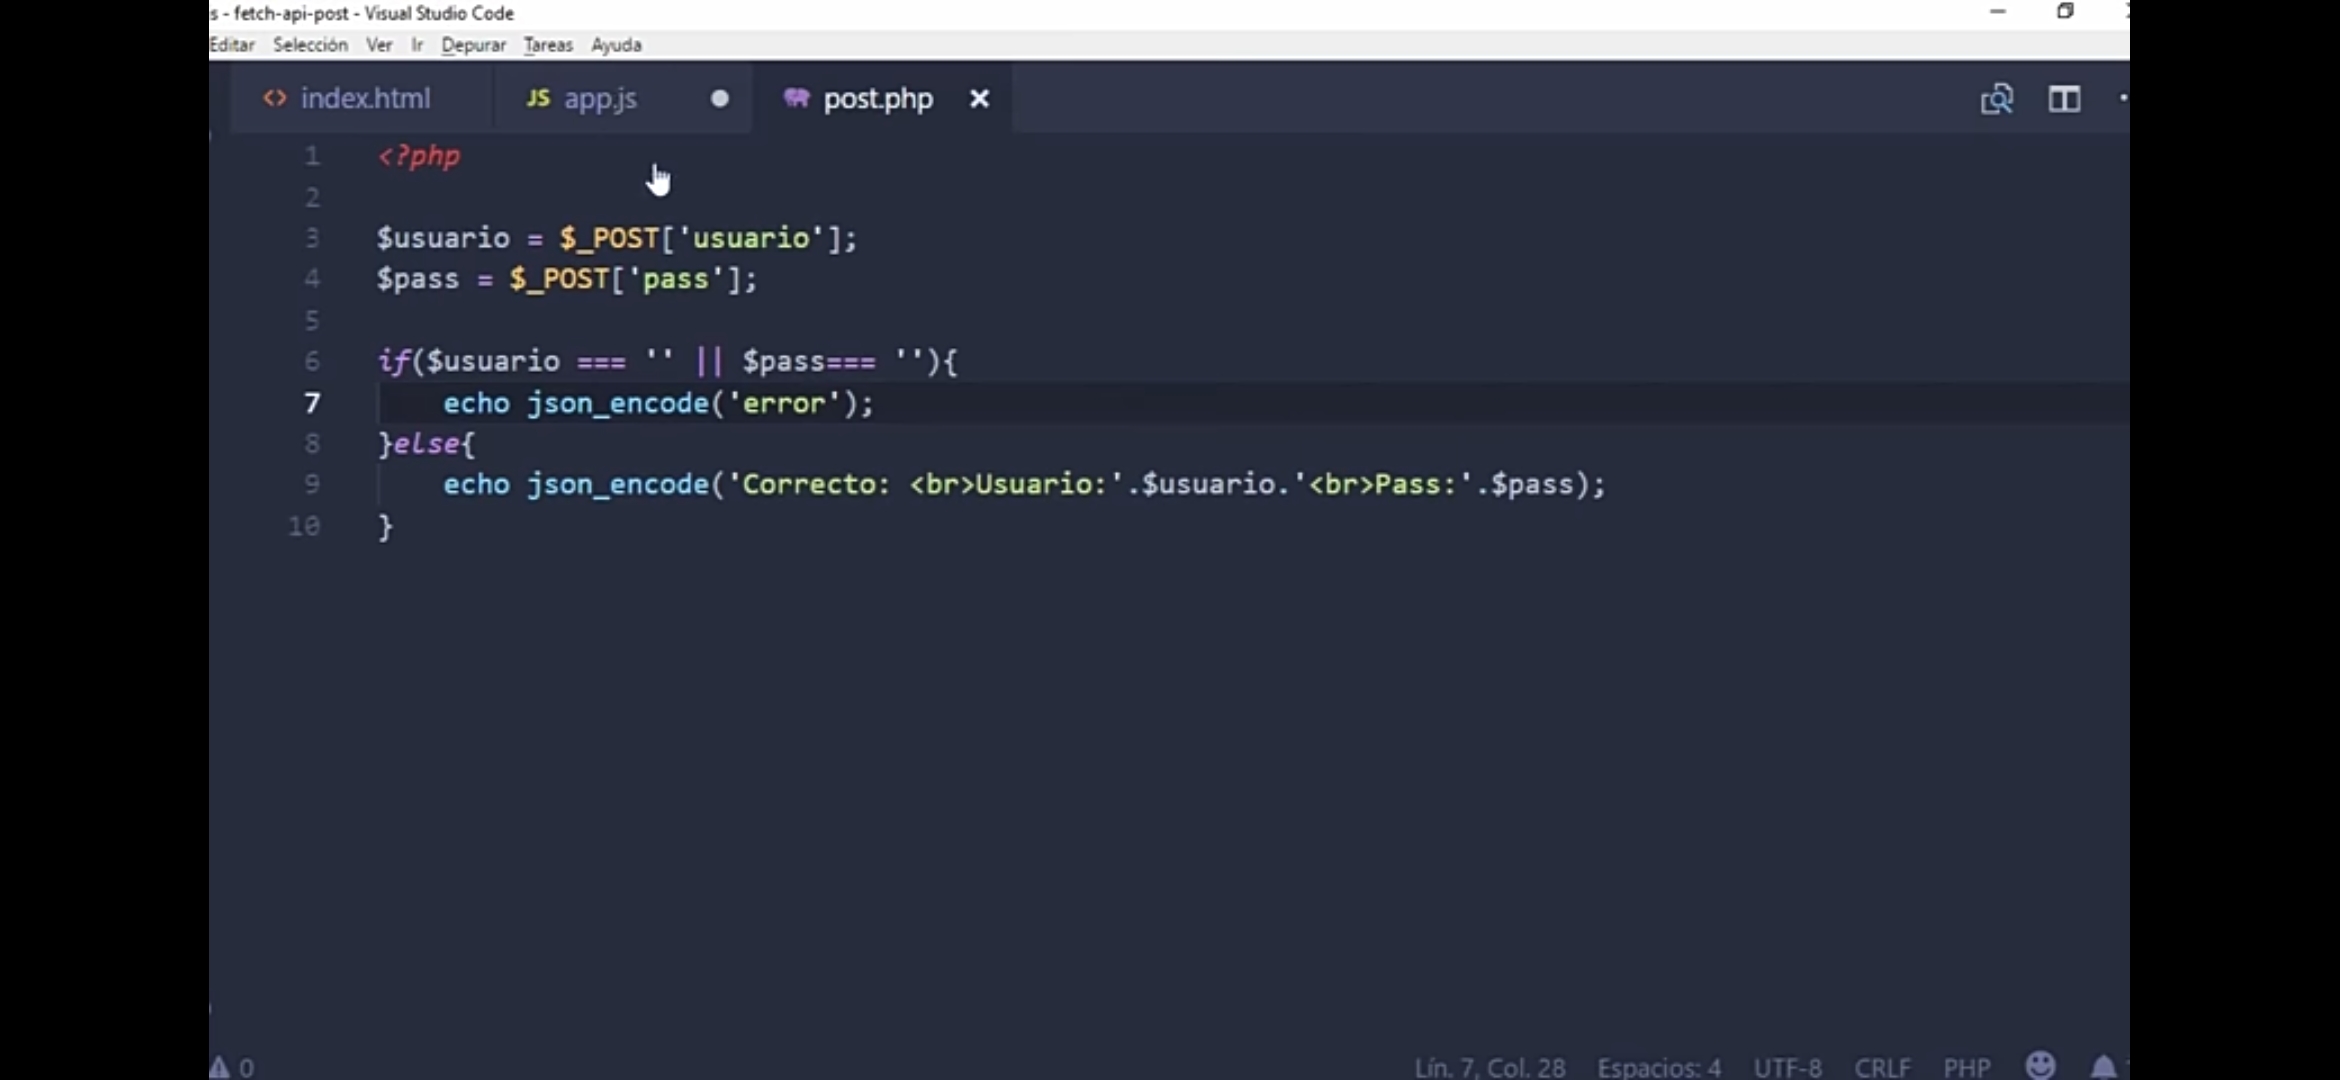 s - fetch-api-post - Visual Studio Code
Editar Selección Ver Ir Depurar Tareas Ayuda
<> index.html JS app.js post.php
1 <?php
2
3 $usuario = $_POST['usuario'];
4 $pass = $_POST['pass'];
5
6 if($usuario === '' || $pass=== ''){
7 echo json_encode('error');
8 }else{
9 echo json_encode('Correcto: <br>Usuario:'.$usuario.'<br>Pass:'.$pass);
10 }
0 Lín. 7, Col. 28 Espacios: 4 UTF-8 CRLF PHP